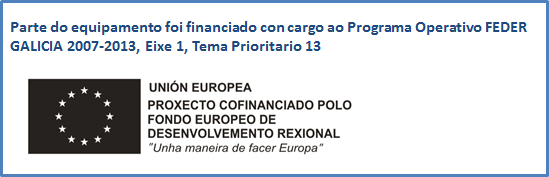 Parte do equipamento foi financiado con cargo ao Programa Operativo FEDER
GALICIA 2007-2013, Eixe 1, Tema Prioritario 13
UNIÓN EUROPEA
PROXECTO COFINANCIADO POLO
FONDO EUROPEO DE
DESENVOLVEMENTO REXIONAL
"Unha maneira de facer Europa"